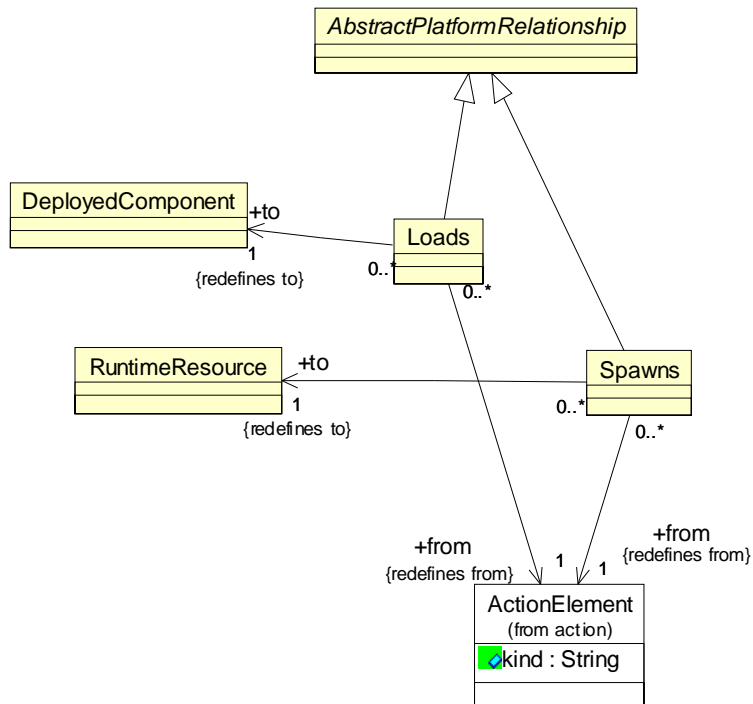 AbstractPlatformRelationship
DeployedComponent
+to
Loads
1
0..*
{redefines to}
0..*
RuntimeResource
+to
Spawns
1
0..*
{redefines to}
0..*
+from
{redefines from}
1
+from
{redefines from}
1
ActionElement
(from action)
kind : String